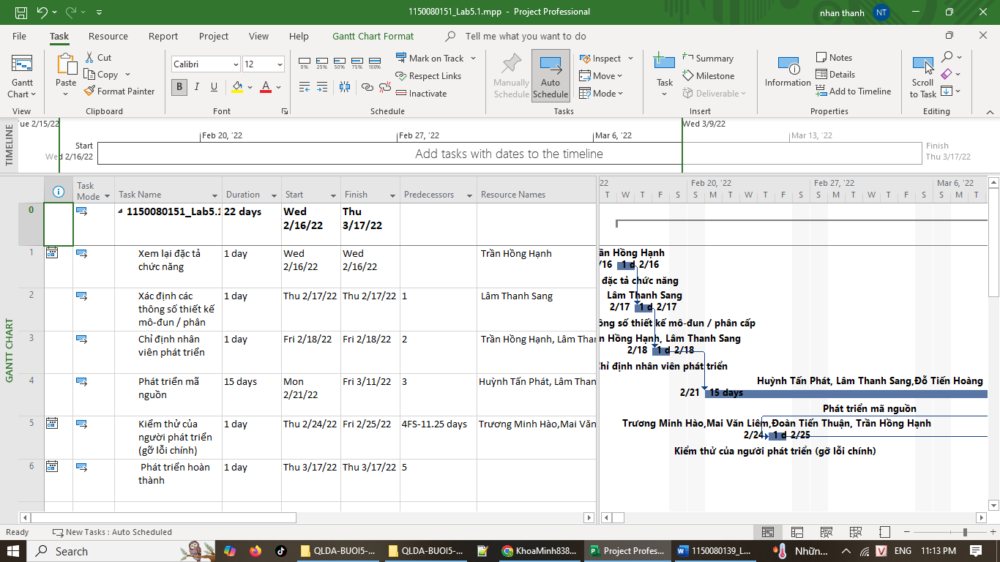 1150080151_Lab5.1.mpp - Project Professional
nhan thanh NT
File Task Resource Report Project View Help Gantt Chart Format Tell me what you want to do
Gantt Chart
View
Paste
Cut
Copy
Format Painter
Clipboard
Calibri 12
B I U A
Font
0% 25% 50% 75% 100%
Mark on Track
Respect Links
Inactivate
Schedule
Manually Schedule
Auto Schedule
Inspect
Move
Mode
Tasks
Task
Summary
Milestone
Deliverable
Insert
Information
Notes
Details
Add to Timeline
Properties
Scroll to Task
Editing
TIMELINE
Tue 2/15/22 Wed 3/9/22
Feb 20, '22 Feb 27, '22 Mar 6, '22 Mar 13, '22
Start
Wed 2/16/22
Add tasks with dates to the timeline
Finish
Thu 3/17/22
GANTT CHART
Task Mode Task Name Duration Start Finish Predecessors Resource Names
0 1150080151_Lab5.1 22 days Wed 2/16/22 Thu 3/17/22
1 Xem lại đặc tả chức năng 1 day Wed 2/16/22 Wed 2/16/22 Trần Hồng Hạnh
2 Xác định các thông số thiết kế mô-đun / phân 1 day Thu 2/17/22 Thu 2/17/22 1 Lâm Thanh Sang
3 Chỉ định nhân viên phát triển 1 day Fri 2/18/22 Fri 2/18/22 2 Trần Hồng Hạnh, Lâm Than
4 Phát triển mã nguồn 15 days Mon 2/21/22 Fri 3/11/22 3 Huỳnh Tấn Phát, Lâm Than
5 Kiểm thử của người phát triển (gỡ lỗi chính) 1 day Thu 2/24/22 Fri 2/25/22 4FS-11.25 days Trương Minh Hào,Mai Văn
6 Phát triển hoàn thành 1 day Thu 3/17/22 Thu 3/17/22 5
22 Feb 20, '22 Feb 27, '22 Mar 6, '22
T W T F S S M T W T F S S M T W T F S S M T
ần Hồng Hạnh
/16 1 d 2/16
đặc tả chức năng
Lâm Thanh Sang
2/17 1 d 2/17
ông số thiết kế mô-đun / phân cấp
n Hồng Hạnh, Lâm Thanh Sang
2/18 1 d 2/18
hỉ định nhân viên phát triển
Huỳnh Tấn Phát, Lâm Thanh Sang,Đỗ Tiến Hoàng
2/21 15 days
Phát triển mã nguồn
Trương Minh Hào,Mai Văn Liêm,Đoàn Tiến Thuận, Trần Hồng Hạnh
2/24 1 d 2/25
Kiểm thử của người phát triển (gỡ lỗi chính)
Ready New Tasks : Auto Scheduled
Search
QLDA-BUOI5-... QLDA-BUOI5-... KhoaMinh838... Project Profes... 1150080139_L... Nhữn... ENG 11:13 PM